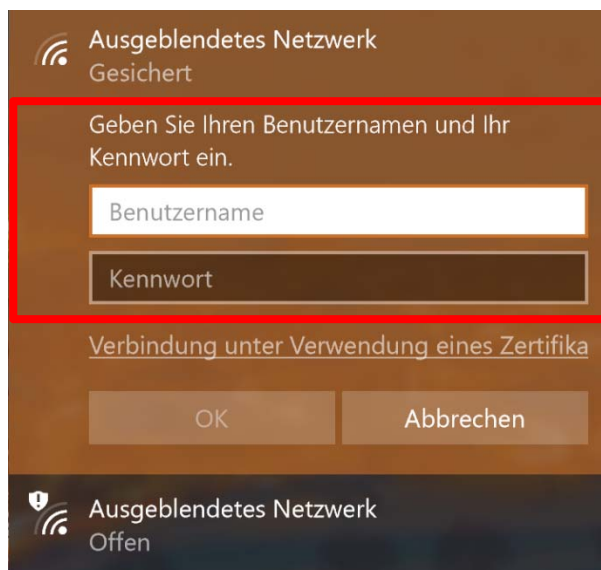 Ausgeblendetes Netzwerk
Gesichert
Geben Sie Ihren Benutzernamen und Ihr
Kennwort ein.
Benutzername
Kennwort
Verbindung unter Verwendung eines Zertifika
OK
Abbrechen
Ausgeblendetes Netzwerk
Offen